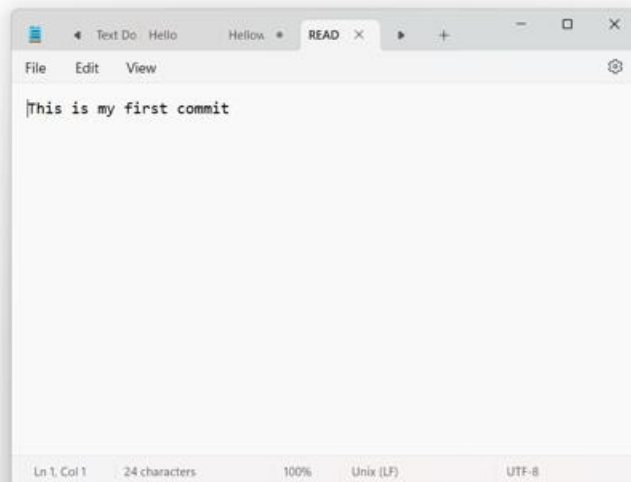 Text Do Hello Hellow READ
File Edit View
This is my first commit
Ln 1, Col 1 24 characters 100% Unix (LF) UTF-8